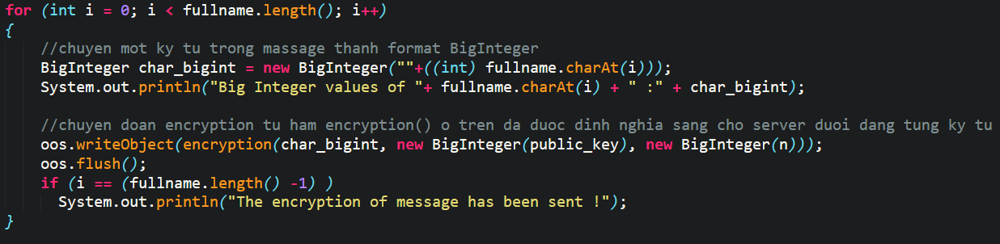 for (int i = 0; i < fullname.length(); i++)
{
//chuyen mot ky tu trong massage thanh format BigInteger
BigInteger char_bigint = new BigInteger(""+((int) fullname.charAt(i)));
System.out.println("Big Integer values of "+ fullname.charAt(i) + " :" + char_bigint);
//chuyen doan encryption tu ham encryption() o tren da duoc dinh nghia sang cho server duoi dang tung ky tu
oos.writeObject(encryption(char_bigint, new BigInteger(public_key), new BigInteger(n)));
oos.flush();
if (i == (fullname.length() -1) )
System.out.println("The encryption of message has been sent !");
}